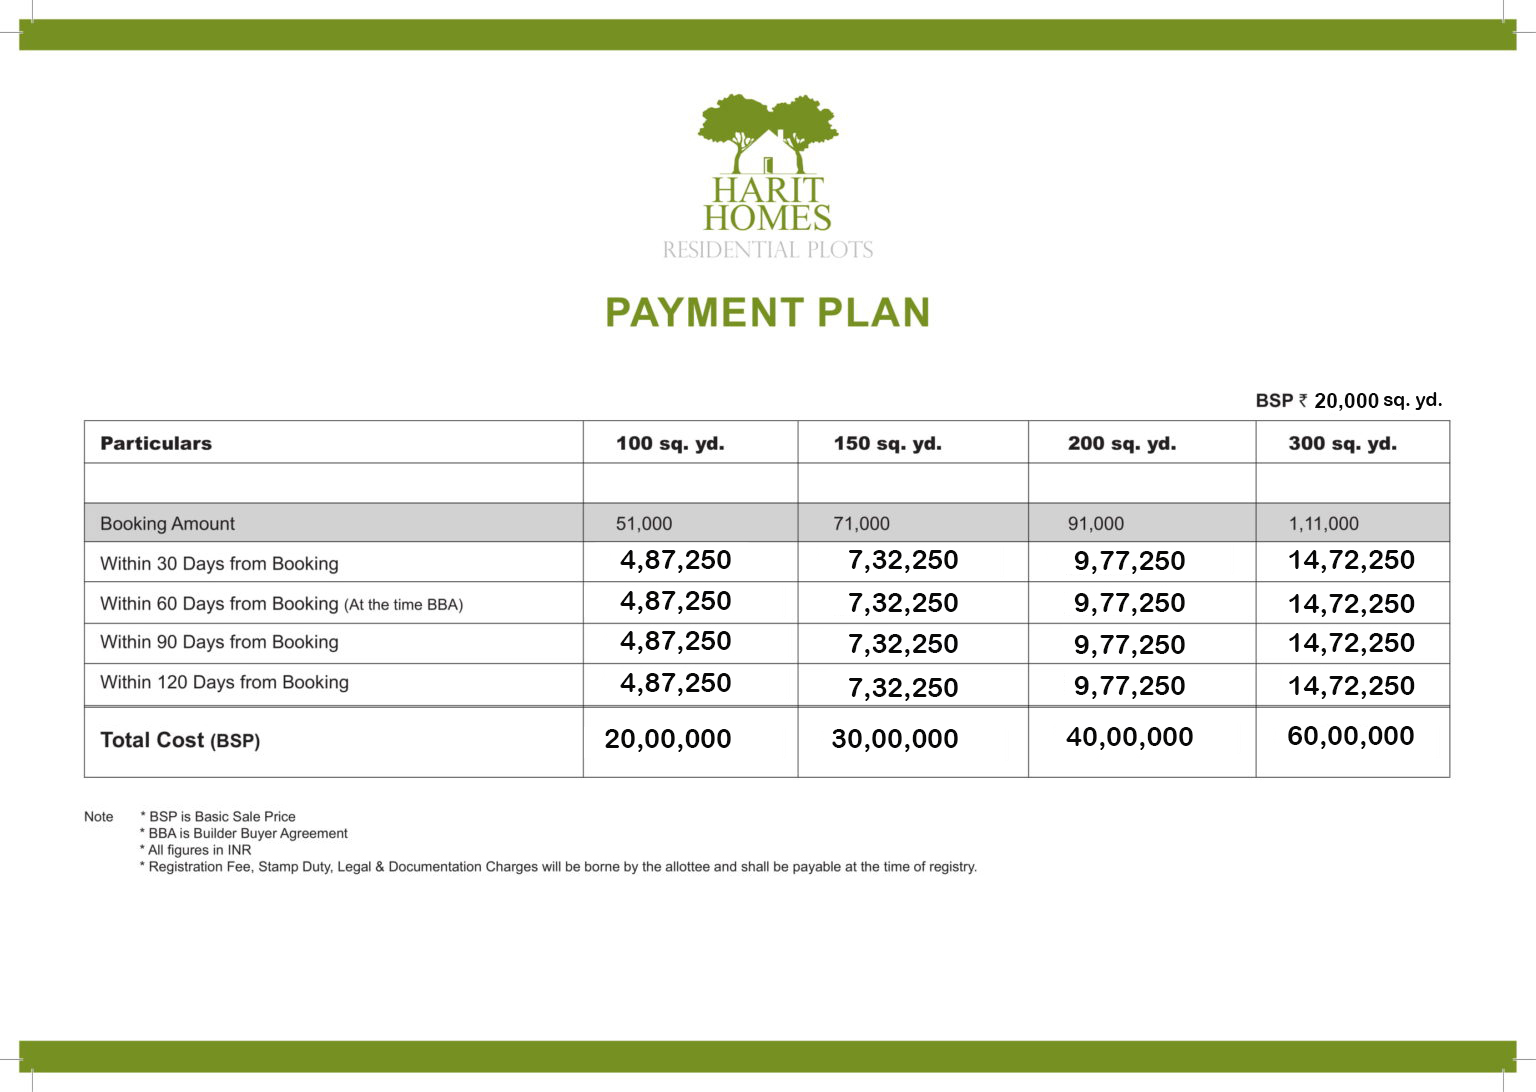 HARIT
HOMES
RESIDENTIAL PLOTS
PAYMENT PLAN
BSP ₹ 20,000 sq. yd.
Particulars 100 sq. yd. 150 sq. yd. 200 sq. yd. 300 sq. yd.
Booking Amount 51,000 71,000 91,000 1,11,000
Within 30 Days from Booking 4,87,250 7,32,250 9,77,250 14,72,250
Within 60 Days from Booking (At the time BBA) 4,87,250 7,32,250 9,77,250 14,72,250
Within 90 Days from Booking 4,87,250 7,32,250 9,77,250 14,72,250
Within 120 Days from Booking 4,87,250 7,32,250 9,77,250 14,72,250
Total Cost (BSP) 20,00,000 30,00,000 40,00,000 60,00,000
Note * BSP is Basic Sale Price
* BBA is Builder Buyer Agreement
* All figures in INR
* Registration Fee, Stamp Duty, Legal & Documentation Charges will be borne by the allottee and shall be payable at the time of registry.